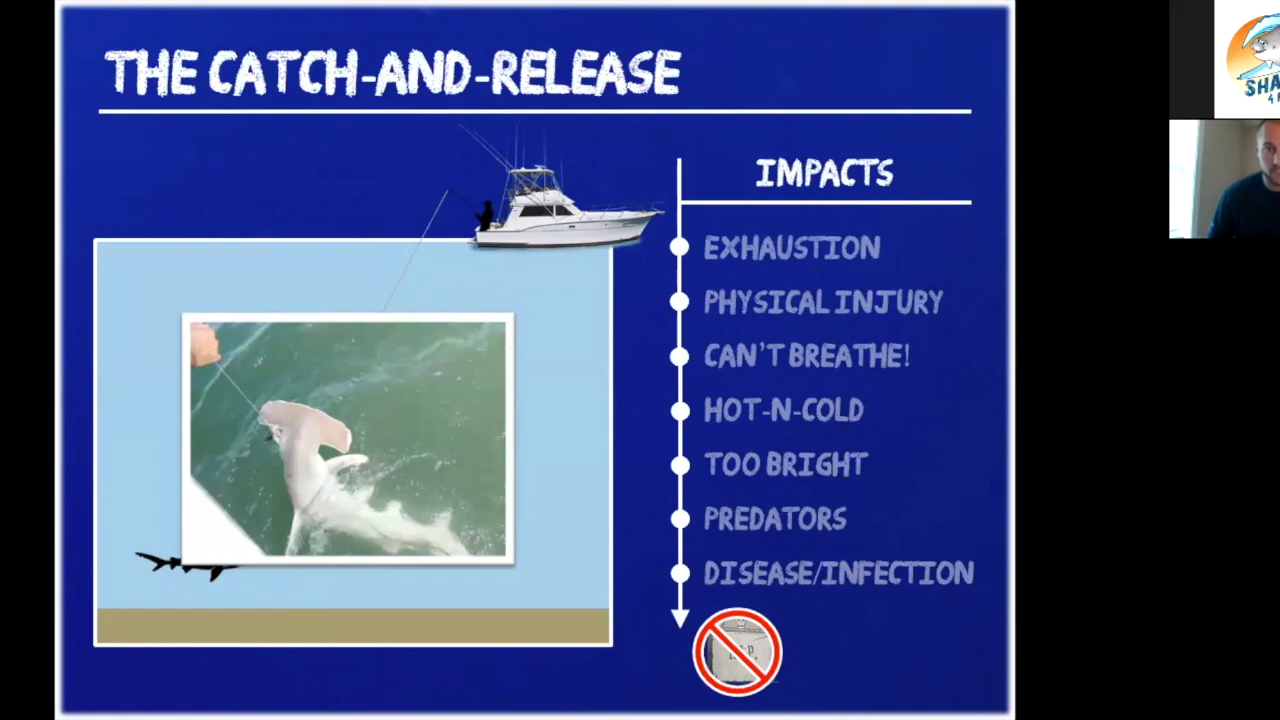 THE CATCH-AND-RELEASE
IMPACTS
EXHAUSTION
PHYSICAL INJURY
CAN'T BREATHE!
HOT-N-COLD
TOO BRIGHT
PREDATORS
DISEASE/INFECTION